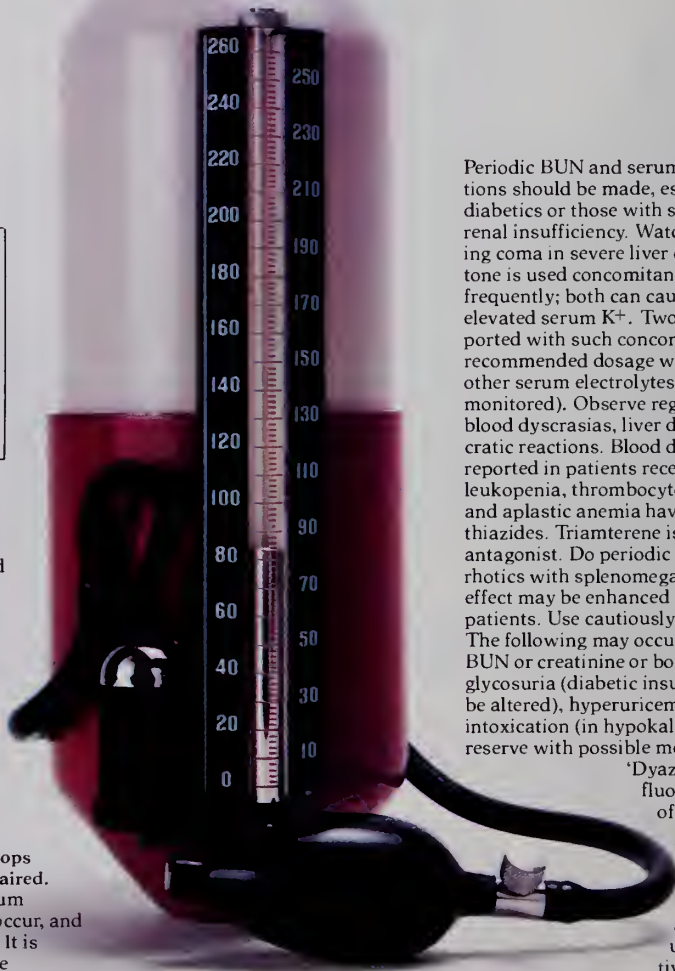 d
ops
aired.
um
ccur, and
It is
e
260
240
220
200
180
160
140
120
100
80
60
40
20
0
250
230
210
190
170
150
130
110
90
70
50
30
10
Periodic BUN and serum
tions should be made, es
diabetics or those with s
renal insufficiency. Watc
ing coma in severe liver
tone is used concomitan
frequently; both can cau
elevated serum K+. Two
ported with such concor
recommended dosage w
other serum electrolytes
monitored). Observe reg
blood dyscrasias, liver d
cratic reactions. Blood d
reported in patients rece
leukopenia, thrombocyt
and aplastic anemia hav
thiazides. Triamterene is
antagonist. Do periodic
rhotics with splenomega
effect may be enhanced
patients. Use cautiously
The following may occu
BUN or creatinine or bo
glycosuria (diabetic insu
be altered), hyperuricem
intoxication (in hypokal
reserve with possible me
'Dyaz
fluo
of
u
tiv